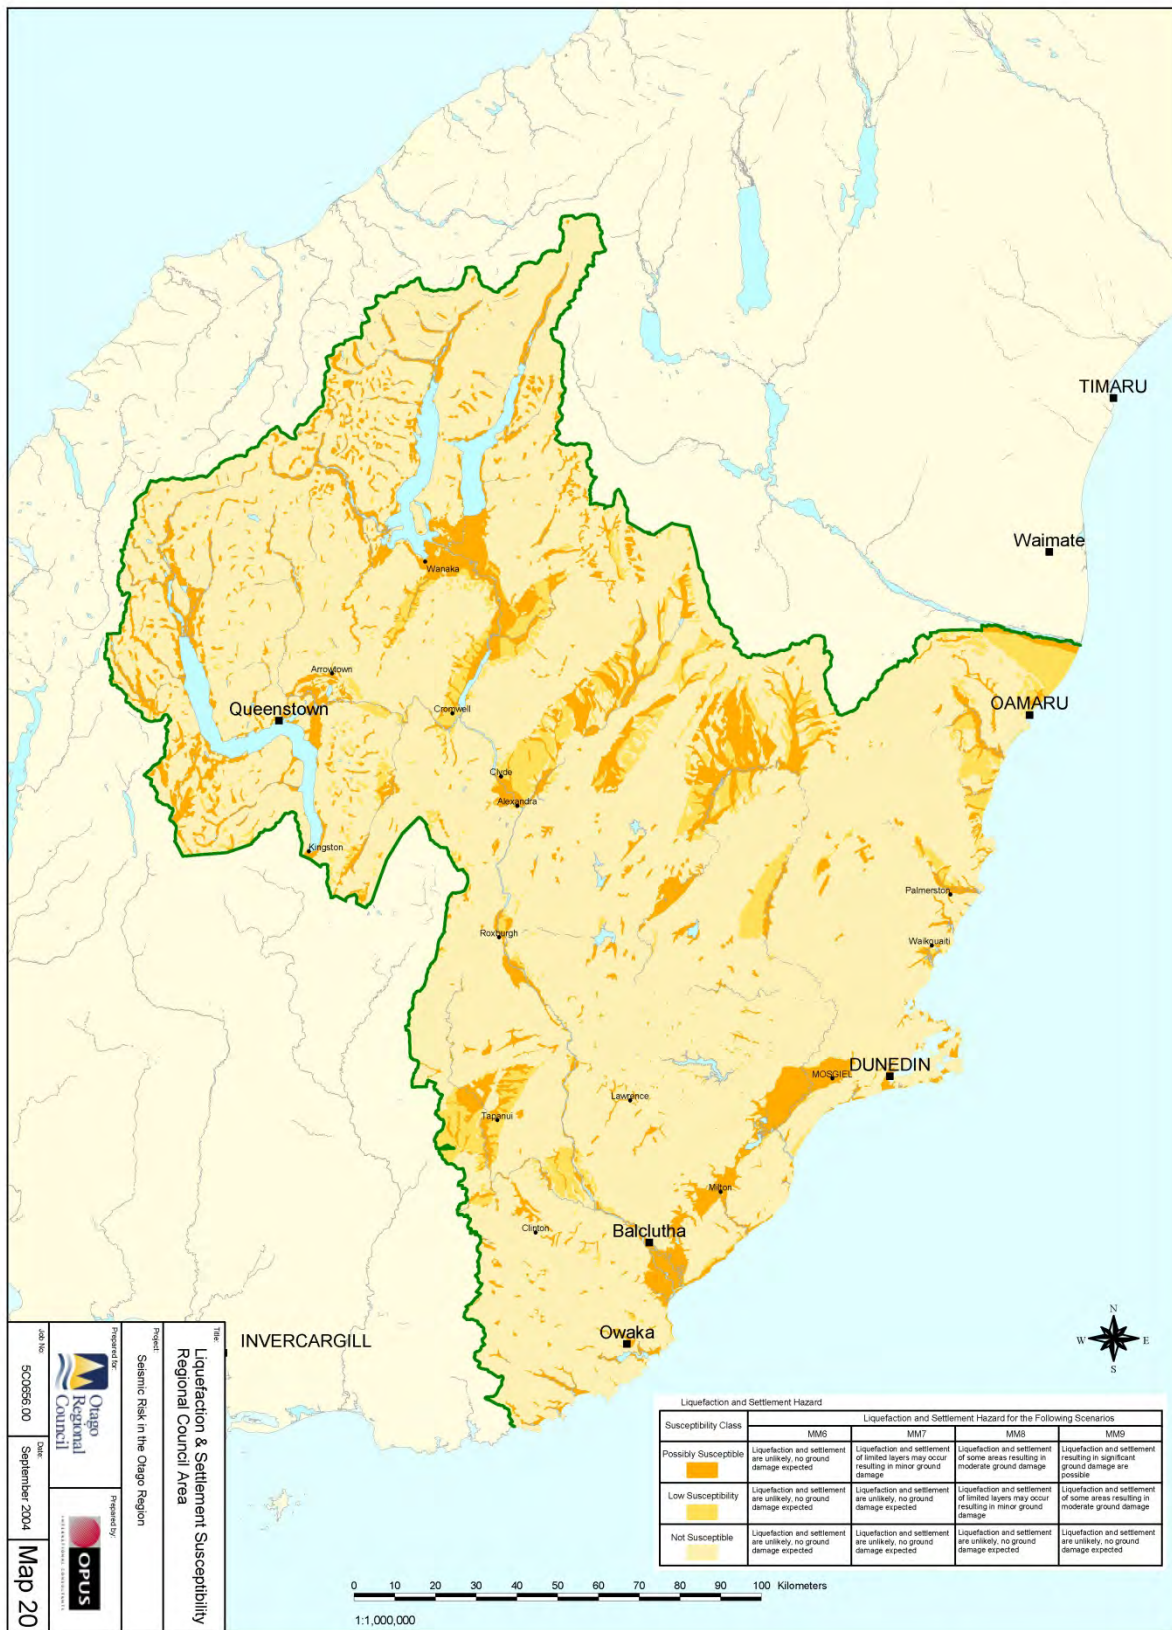 TIMARU
Waimate
Wanaka
Arrowtown
Queenstown
Cromwell
OAMARU
Clyde
Alexandra
Kingston
Palmerston
Roxburgh
Waikouaiti
DUNEDIN
MOSGIEL
Lawrence
Tapanui
Milton
Clinton
Balclutha
Owaka
INVERCARGILL
N
W
E
S
Title:
Liquefaction & Settlement Susceptibility
Regional Council Area
Project:
Seismic Risk in the Otago Region
Prepared for:
Otago
Regional
Council
Prepared by:
OPUS
INTERNATIONAL CONSULTANTS
Job No:
5C0656.00
Date:
September 2004
Map 20
Liquefaction and Settlement Hazard
Susceptibility Class
Liquefaction and Settlement Hazard for the Following Scenarios
MM6
MM7
MM8
MM9
Possibly Susceptible
Liquefaction and settlement
are unlikely, no ground
damage expected
Liquefaction and settlement
of limited layers may occur
resulting in minor ground
damage
Liquefaction and settlement
of some areas resulting in
moderate ground damage
Liquefaction and settlement
resulting in significant
ground damage are
possible
Low Susceptibility
Liquefaction and settlement
are unlikely, no ground
damage expected
Liquefaction and settlement
are unlikely, no ground
damage expected
Liquefaction and settlement
of limited layers may occur
resulting in minor ground
damage
Liquefaction and settlement
of some areas resulting in
moderate ground damage
Not Susceptible
Liquefaction and settlement
are unlikely, no ground
damage expected
Liquefaction and settlement
are unlikely, no ground
damage expected
Liquefaction and settlement
are unlikely, no ground
damage expected
Liquefaction and settlement
are unlikely, no ground
damage expected
0 10 20 30 40 50 60 70 80 90 100 Kilometers
1:1,000,000